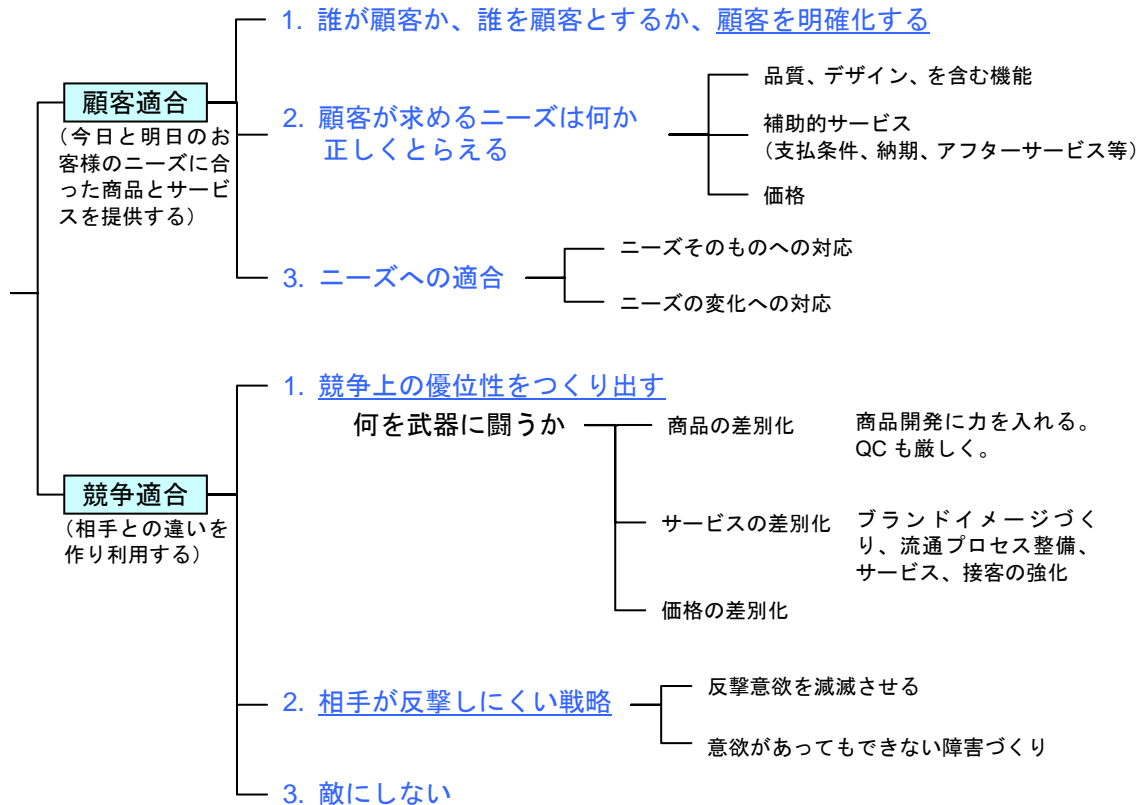 1. 誰が顧客か、誰を顧客とするか、顧客を明確化する
顧客適合
（今日と明日のお
客様のニーズに合
った商品とサービ
スを提供する）
2. 顧客が求めるニーズは何か
正しくとらえる
品質、デザイン、を含む機能
補助的サービス
（支払条件、納期、アフターサービス等）
価格
3. ニーズへの適合
ニーズそのものへの対応
ニーズの変化への対応
競争適合
（相手との違いを
作り利用する）
1. 競争上の優位性をつくり出す
何を武器に闘うか
商品の差別化
商品開発に力を入れる。
QC も厳しく。
サービスの差別化
ブランドイメージづく
り、流通プロセス整備、
サービス、接客の強化
価格の差別化
2. 相手が反撃しにくい戦略
反撃意欲を減滅させる
意欲があってもできない障害づくり
3. 敵にしない